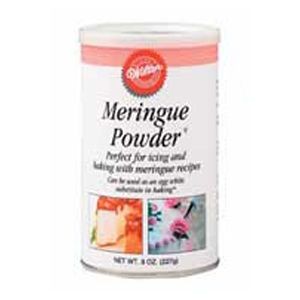 Wilton
Meringue
Powder
Perfect for icing and
baking with meringue recipes
Can be used as an egg white
substitute in baking*
NET WT. 8 OZ. (227g)